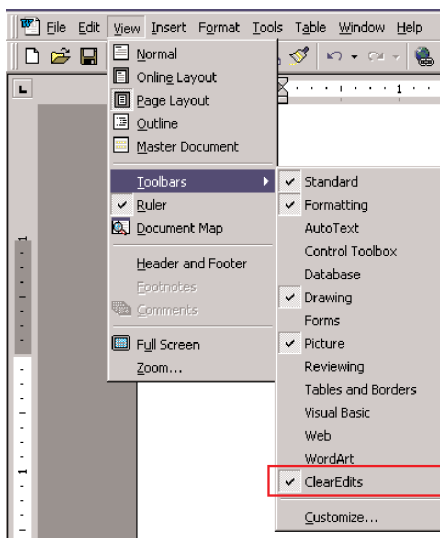 File Edit View Insert Format Tools Table Window Help
Normal
Online Layout
Page Layout
Outline
Master Document
Toolbars
Ruler
Document Map
Header and Footer
Footnotes
Comments
Full Screen
Zoom...
Standard
Formatting
AutoText
Control Toolbox
Database
Drawing
Forms
Picture
Reviewing
Tables and Borders
Visual Basic
Web
WordArt
ClearEdits
Customize...
1
1